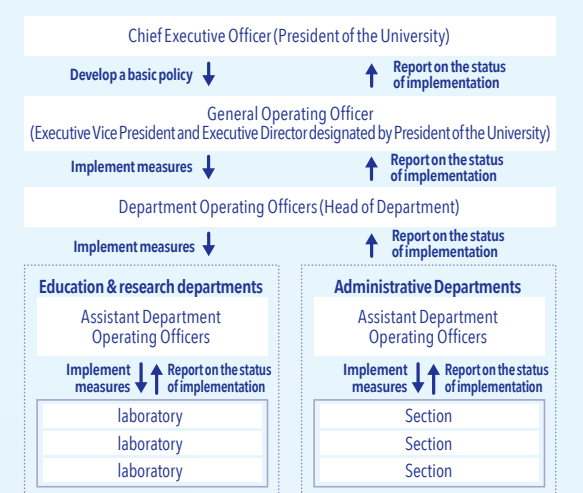 Chief Executive Officer (President of the University)
Develop a basic policy
Report on the status
of implementation
General Operating Officer
(Executive Vice President and Executive Director designated by President of the University)
Implement measures
Report on the status
of implementation
Department Operating Officers (Head of Department)
Implement measures
Report on the status
of implementation
Education & research departments
Assistant Department
Operating Officers
Implement
measures
Report on the status
of implementation
laboratory
laboratory
laboratory
Administrative Departments
Assistant Department
Operating Officers
Implement
measures
Report on the status
of implementation
Section
Section
Section